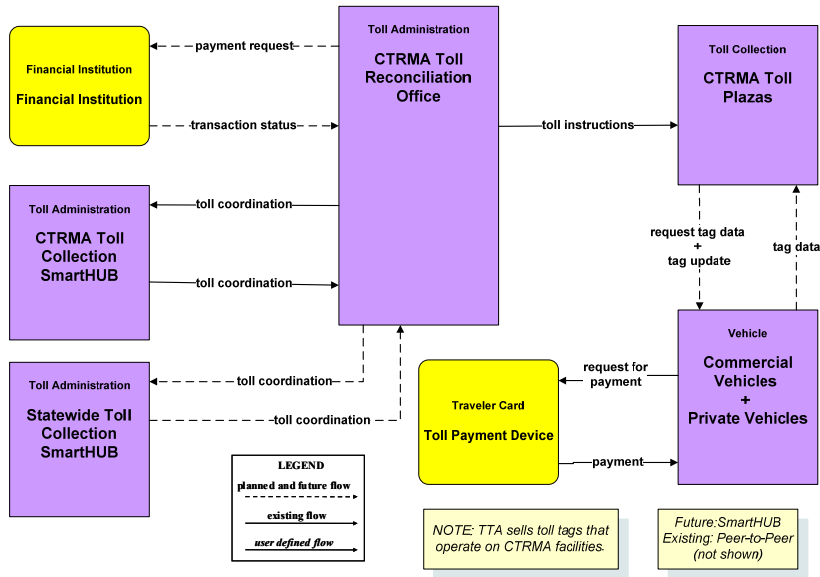 Financial Institution
Financial Institution
payment request
transaction status
Toll Administration
CTRMA Toll
Reconciliation
Office
toll instructions
Toll Collection
CTRMA Toll
Plazas
Toll Administration
CTRMA Toll
Collection
SmartHUB
toll coordination
toll coordination
request tag data
+
tag update
tag data
Toll Administration
Statewide Toll
Collection
SmartHUB
toll coordination
toll coordination
Traveler Card
Toll Payment Device
request for
payment
payment
Vehicle
Commercial
Vehicles
+
Private Vehicles
LEGEND
planned and future flow
existing flow
user defined flow
NOTE: TTA sells toll tags that
operate on CTRMA facilities.
Future:SmartHUB
Existing: Peer-to-Peer
(not shown)